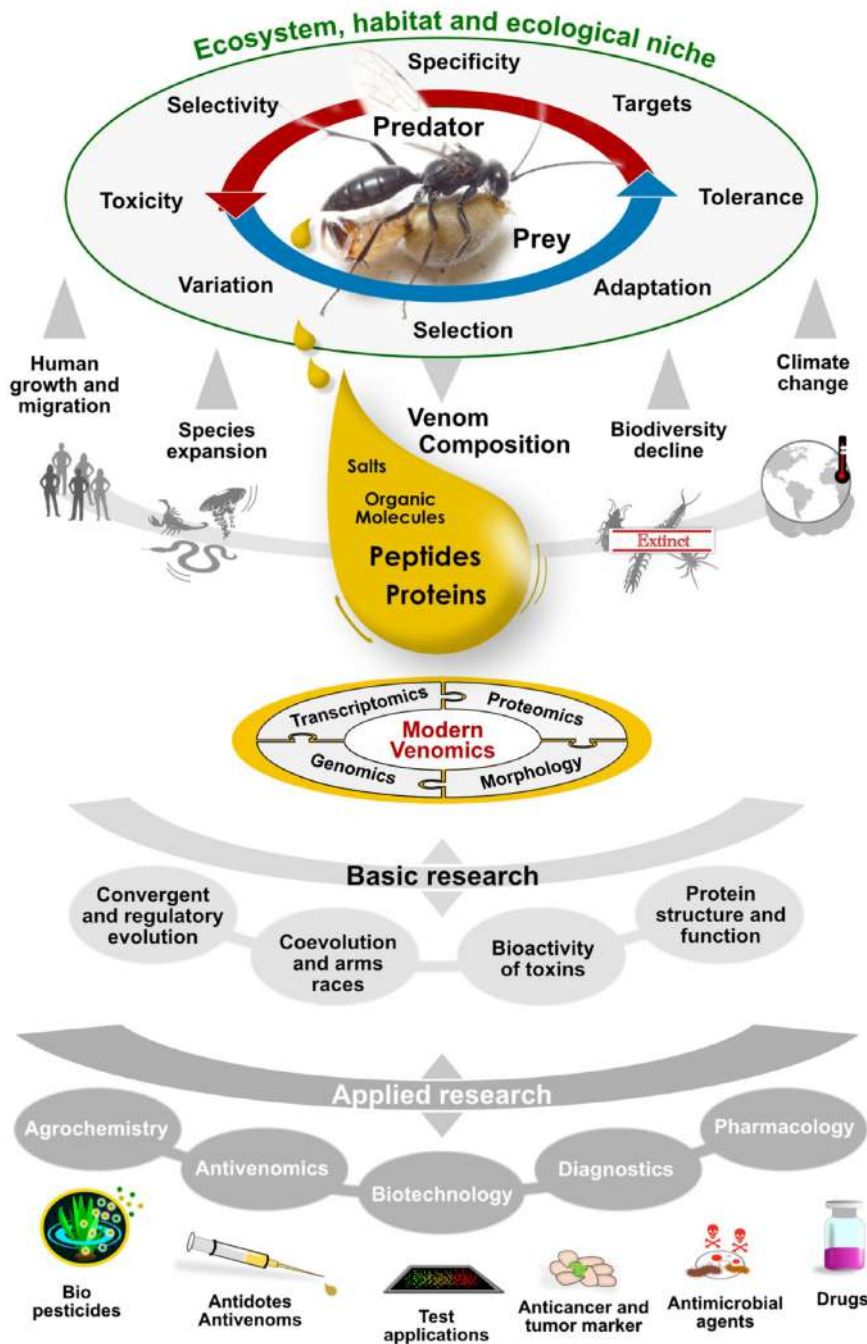 Ecosystem, habitat and ecological niche
Specificity
Selectivity
Targets
Predator
Toxicity
Tolerance
Prey
Variation
Adaptation
Selection
Human
growth and
migration
Species
expansion
Venom
Composition
Biodiversity
decline
Climate
change
Salts
Organic
Molecules
Peptides
Proteins
Extinct
Transcriptomics
Proteomics
Modern
Venomics
Genomics
Morphology
Basic research
Convergent
and regulatory
evolution
Coevolution
and arms
races
Bioactivity
of toxins
Protein
structure and
function
Applied research
Agrochemistry
Antivenomics
Biotechnology
Diagnostics
Pharmacology
Bio
pesticides
Antidotes
Antivenoms
Test
applications
Anticancer and
tumor marker
Antimicrobial
agents
Drugs